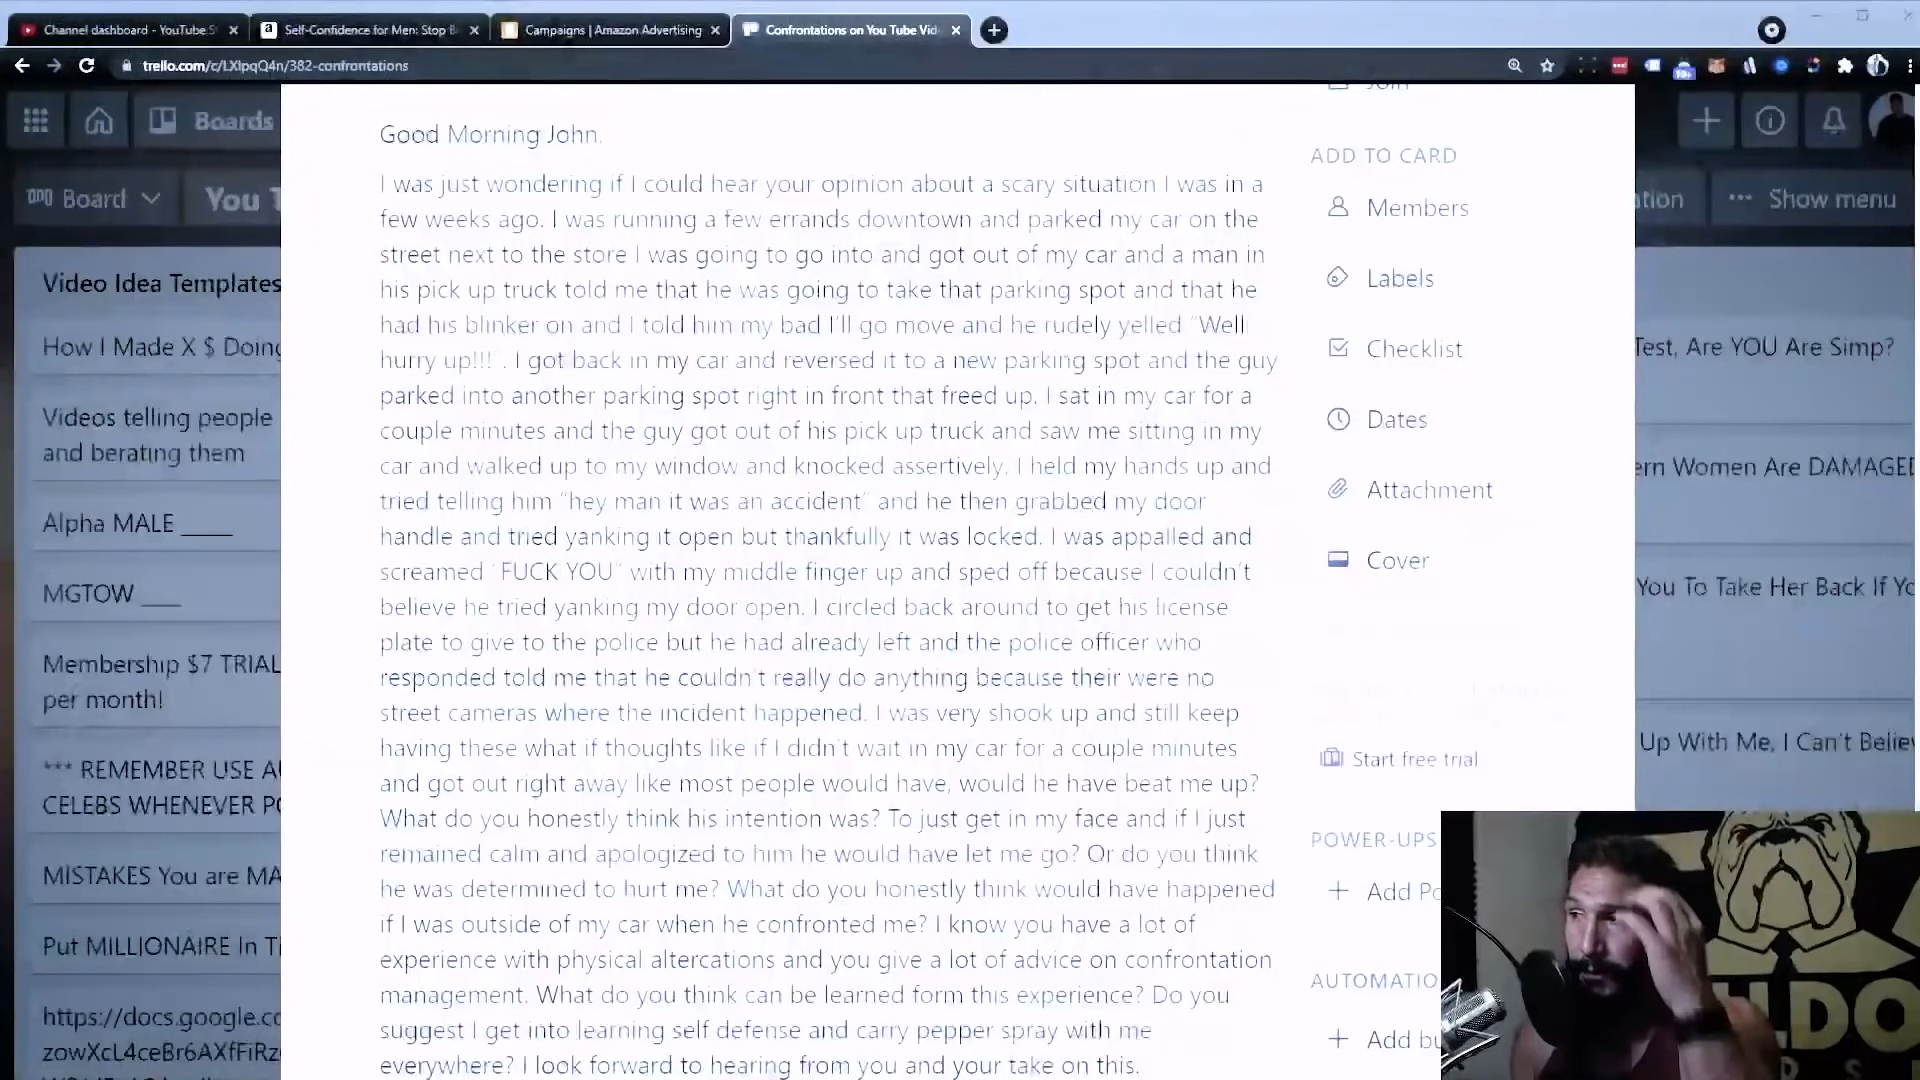 Channel dashboard - YouTube S
Self-Confidence for Men: Stop B
Campaigns | Amazon Advertising
Confrontations on You Tube Vid
trello.com/c/LXlpqQ4n/382-confrontations
Boards
Board
You T
ation
Show menu
Video Idea Templates
How I Made X $ Doing
Videos telling people
and berating them
Alpha MALE _____
MGTOW ____
Membership $7 TRIAL
per month!
*** REMEMBER USE A
CELEBS WHENEVER P
MISTAKES You are MA
Put MILLIONAIRE In T
https://docs.google.c
zowXcL4ceBr6AXfFiRz
Good Morning John.
I was just wondering if I could hear your opinion about a scary situation I was in a
few weeks ago. I was running a few errands downtown and parked my car on the
street next to the store I was going to go into and got out of my car and a man in
his pick up truck told me that he was going to take that parking spot and that he
had his blinker on and I told him my bad I'll go move and he rudely yelled "Well
hurry up!!!". I got back in my car and reversed it to a new parking spot and the guy
parked into another parking spot right in front that freed up. I sat in my car for a
couple minutes and the guy got out of his pick up truck and saw me sitting in my
car and walked up to my window and knocked assertively. I held my hands up and
tried telling him "hey man it was an accident" and he then grabbed my door
handle and tried yanking it open but thankfully it was locked. I was appalled and
screamed "FUCK YOU" with my middle finger up and sped off because I couldn't
believe he tried yanking my door open. I circled back around to get his license
plate to give to the police but he had already left and the police officer who
responded told me that he couldn't really do anything because their were no
street cameras where the incident happened. I was very shook up and still keep
having these what if thoughts like if I didn't wait in my car for a couple minutes
and got out right away like most people would have, would he have beat me up?
What do you honestly think his intention was? To just get in my face and if I just
remained calm and apologized to him he would have let me go? Or do you think
he was determined to hurt me? What do you honestly think would have happened
if I was outside of my car when he confronted me? I know you have a lot of
experience with physical altercations and you give a lot of advice on confrontation
management. What do you think can be learned form this experience? Do you
suggest I get into learning self defense and carry pepper spray with me
everywhere? I look forward to hearing from you and your take on this.
Join
ADD TO CARD
Members
Labels
Checklist
Dates
Attachment
Cover
Start free trial
POWER-UPS
Add Po
AUTOMATIO
Add bu
Test, Are YOU Are Simp?
ern Women Are DAMAGED
You To Take Her Back If Yo
Up With Me, I Can't Believ
LDO